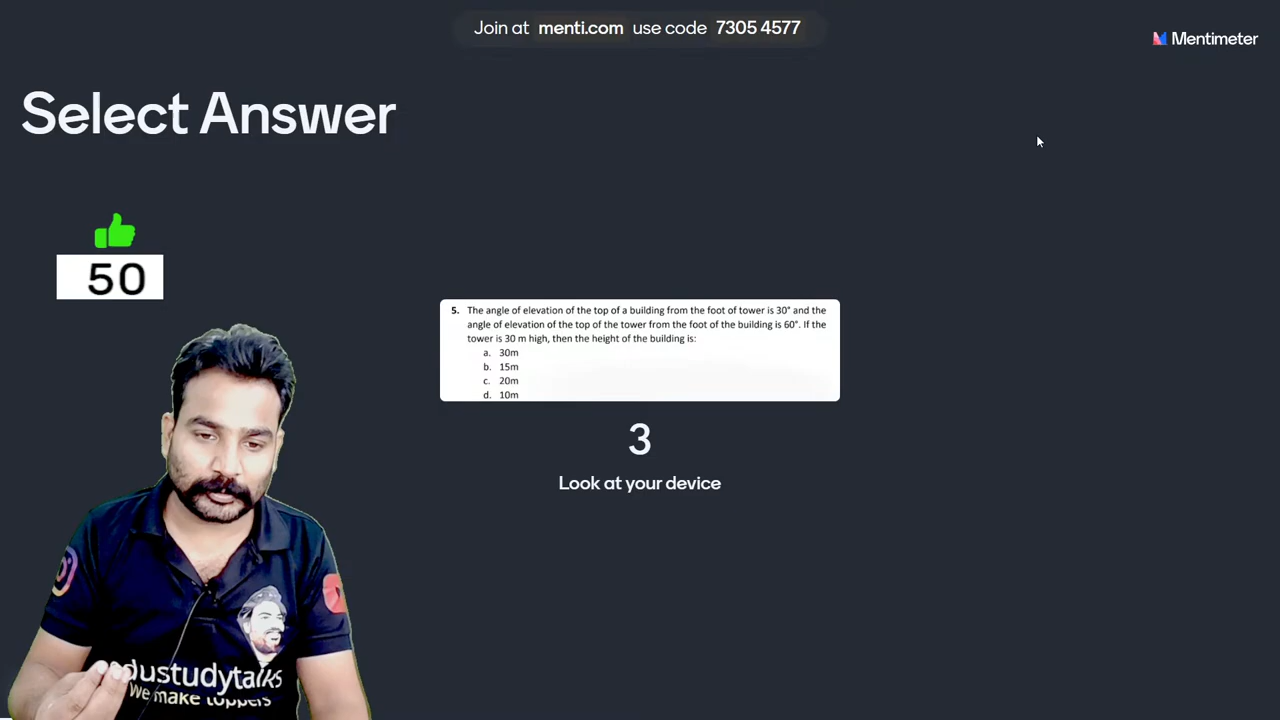 Join at menti.com use code 7305 4577
Mentimeter
Select Answer
50
5. The angle of elevation of the top of a building from the foot of tower is 30° and the
angle of elevation of the top of the tower from the foot of the building is 60°. If the
tower is 30 m high, then the height of the building is:
a. 30m
b. 15m
c. 20m
d. 10m
3
Look at your device
edustudytalks
We make toppers